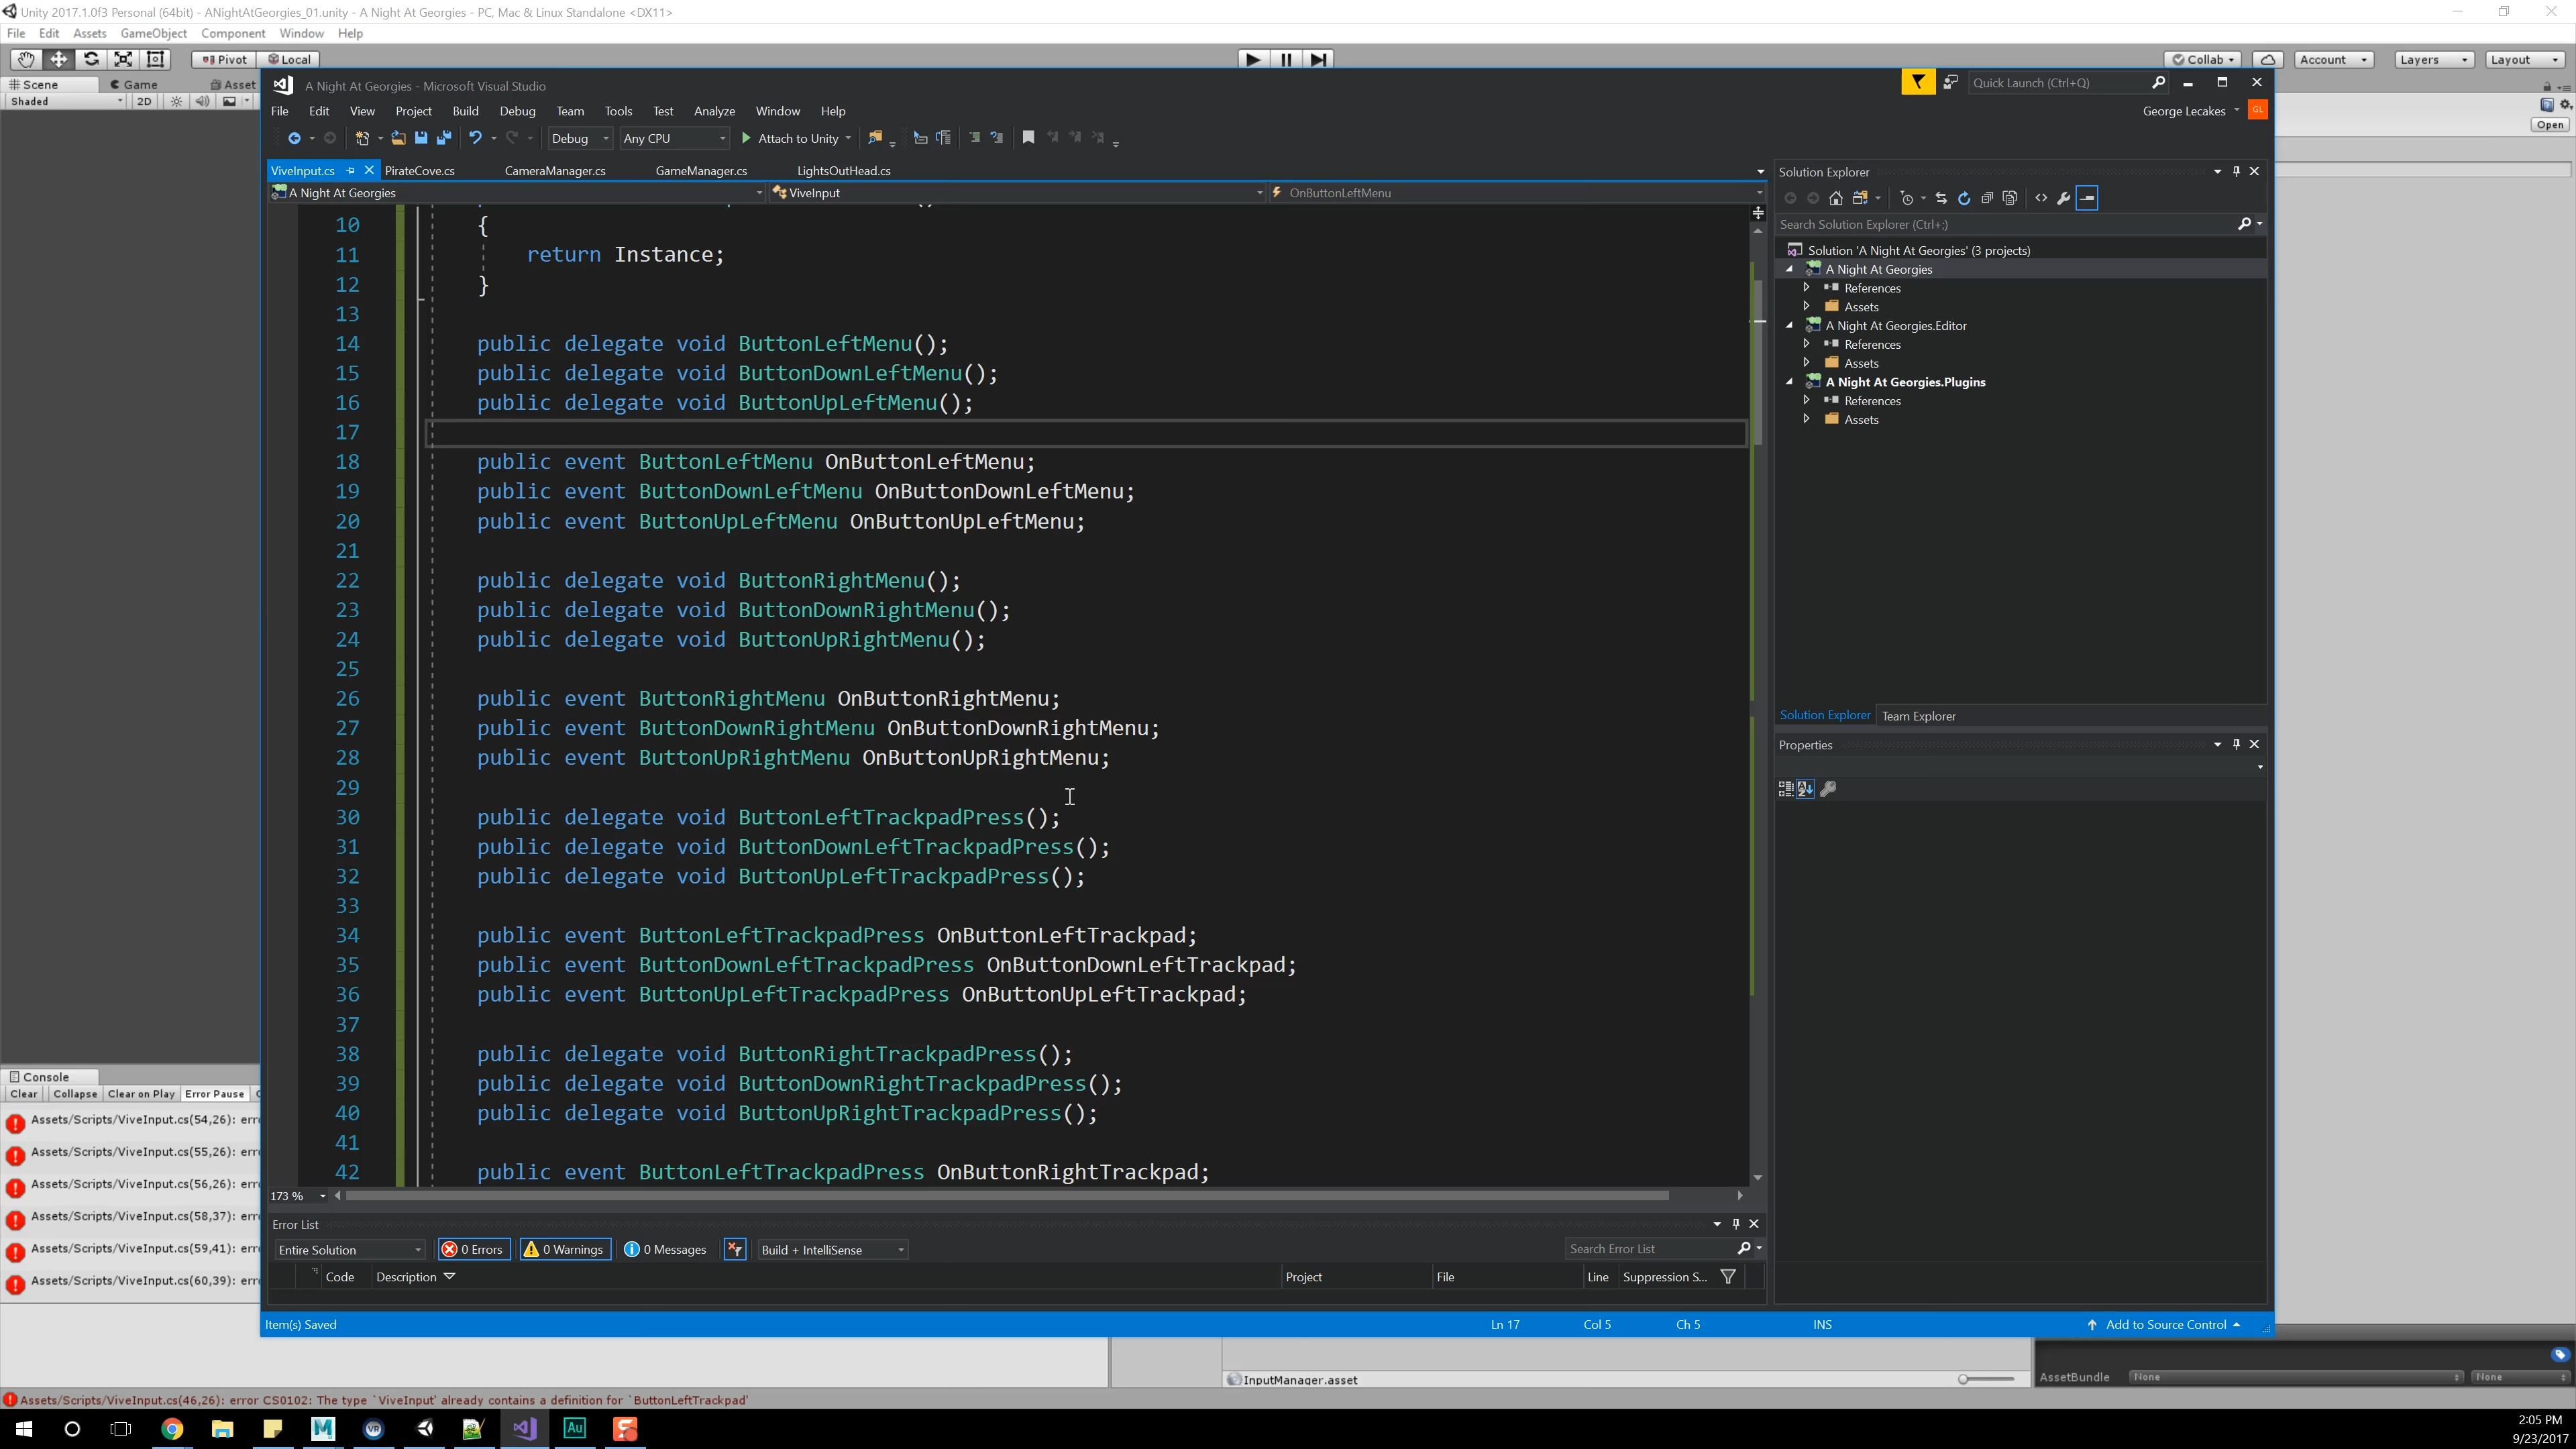 Unity 2017.1.0f3 Personal (64bit) - ANightAtGeorgies_01.unity - A Night At Georgies - PC, Mac & Linux Standalone <DX11>
File Edit Assets GameObject Component Window Help
Pivot Local Collab Account Layers Layout
Scene Game Asset
Shaded 2D
Open
A Night At Georgies - Microsoft Visual Studio
Quick Launch (Ctrl+Q)
File Edit View Project Build Debug Team Tools Test Analyze Window Help
George Lecakes GL
Debug Any CPU Attach to Unity
ViveInput.cs PirateCove.cs CameraManager.cs GameManager.cs LightsOutHead.cs
A Night At Georgies ViveInput OnButtonLeftMenu
10 {
11 return Instance;
12 }
13
14 public delegate void ButtonLeftMenu();
15 public delegate void ButtonDownLeftMenu();
16 public delegate void ButtonUpLeftMenu();
17
18 public event ButtonLeftMenu OnButtonLeftMenu;
19 public event ButtonDownLeftMenu OnButtonDownLeftMenu;
20 public event ButtonUpLeftMenu OnButtonUpLeftMenu;
21
22 public delegate void ButtonRightMenu();
23 public delegate void ButtonDownRightMenu();
24 public delegate void ButtonUpRightMenu();
25
26 public event ButtonRightMenu OnButtonRightMenu;
27 public event ButtonDownRightMenu OnButtonDownRightMenu;
28 public event ButtonUpRightMenu OnButtonUpRightMenu;
29
30 public delegate void ButtonLeftTrackpadPress();
31 public delegate void ButtonDownLeftTrackpadPress();
32 public delegate void ButtonUpLeftTrackpadPress();
33
34 public event ButtonLeftTrackpadPress OnButtonLeftTrackpad;
35 public event ButtonDownLeftTrackpadPress OnButtonDownLeftTrackpad;
36 public event ButtonUpLeftTrackpadPress OnButtonUpLeftTrackpad;
37
38 public delegate void ButtonRightTrackpadPress();
39 public delegate void ButtonDownRightTrackpadPress();
40 public delegate void ButtonUpRightTrackpadPress();
41
42 public event ButtonLeftTrackpadPress OnButtonRightTrackpad;
173 %
Solution Explorer
Search Solution Explorer (Ctrl+;)
Solution 'A Night At Georgies' (3 projects)
A Night At Georgies
References
Assets
A Night At Georgies.Editor
References
Assets
A Night At Georgies.Plugins
References
Assets
Solution Explorer Team Explorer
Properties
Error List
Entire Solution 0 Errors 0 Warnings 0 Messages Build + IntelliSense Search Error List
Code Description Project File Line Suppression S...
Item(s) Saved Ln 17 Col 5 Ch 5 INS Add to Source Control
Console
Clear Collapse Clear on Play Error Pause
Assets/Scripts/ViveInput.cs(54,26): err
Assets/Scripts/ViveInput.cs(55,26): err
Assets/Scripts/ViveInput.cs(56,26): err
Assets/Scripts/ViveInput.cs(58,37): err
Assets/Scripts/ViveInput.cs(59,41): err
Assets/Scripts/ViveInput.cs(60,39): err
InputManager.asset
AssetBundle None None
Assets/Scripts/ViveInput.cs(46,26): error CS0102: The type `ViveInput' already contains a definition for `ButtonLeftTrackpad'
M VR Au S
2:05 PM
9/23/2017